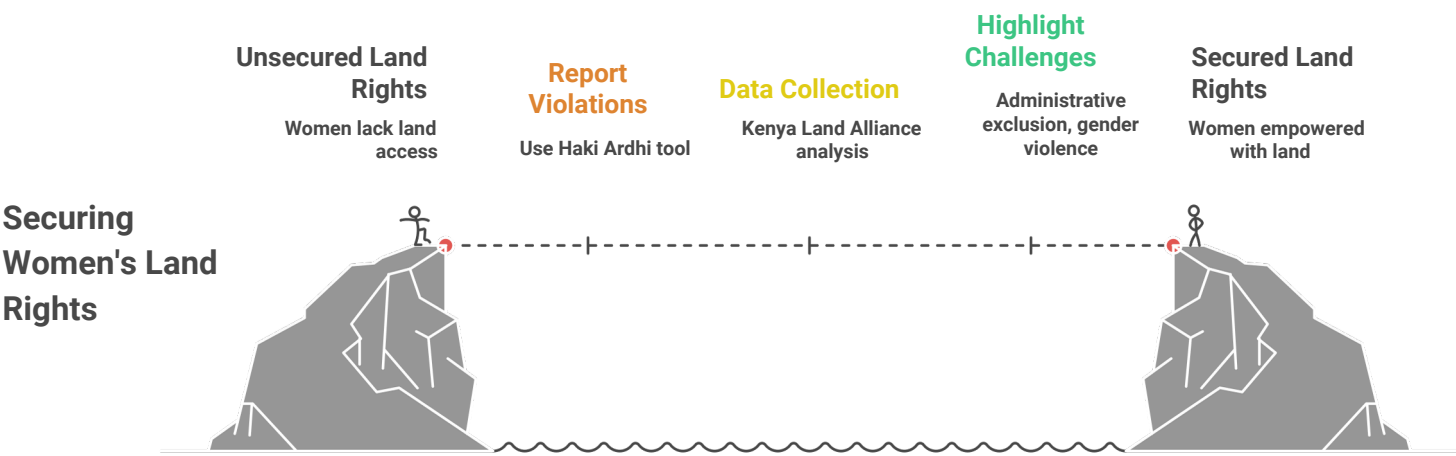 Securing
Women's Land
Rights
Unsecured Land
Rights
Women lack land
access
Report
Violations
Use Haki Ardhi tool
Data Collection
Kenya Land Alliance
analysis
Highlight
Challenges
Administrative
exclusion, gender
violence
Secured Land
Rights
Women empowered
with land